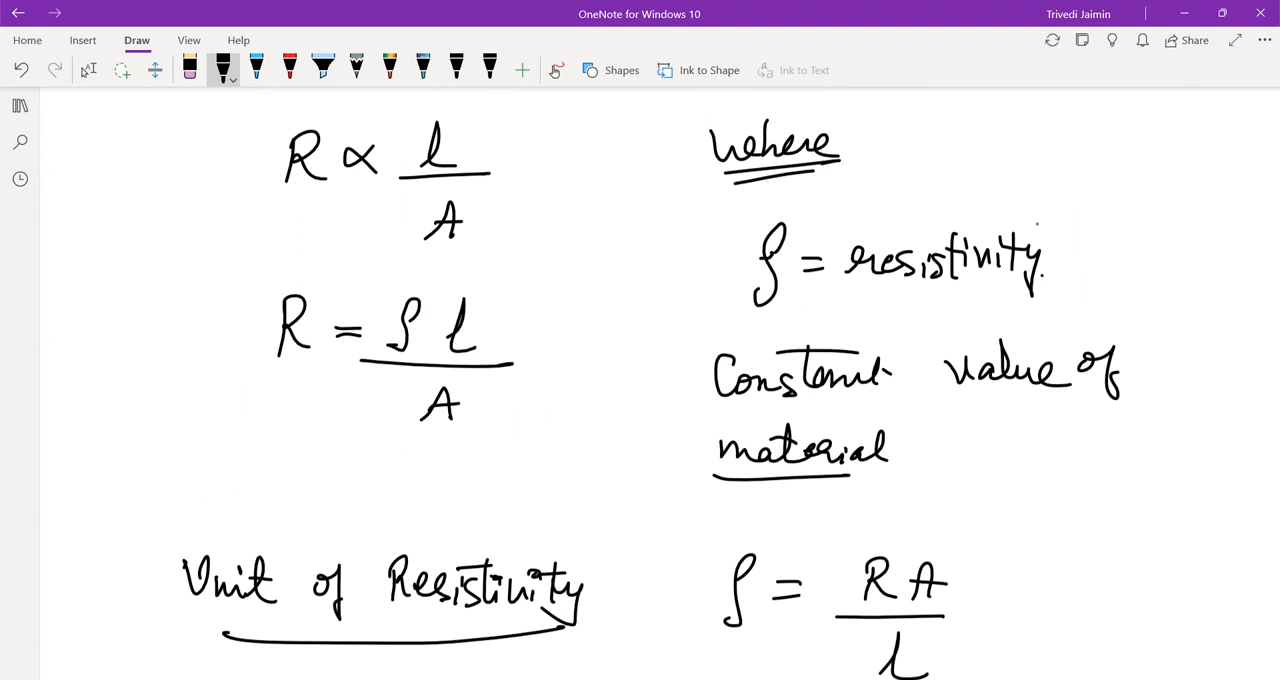 OneNote for Windows 10
Trivedi Jaimin
Home Insert Draw View Help
Share
Shapes Ink to Shape Ink to Text
R ∝ l
A
R = ρ l
A
where
ρ = resistivity.
Constant value of
material
Unit of Resistivity
ρ = R A
l